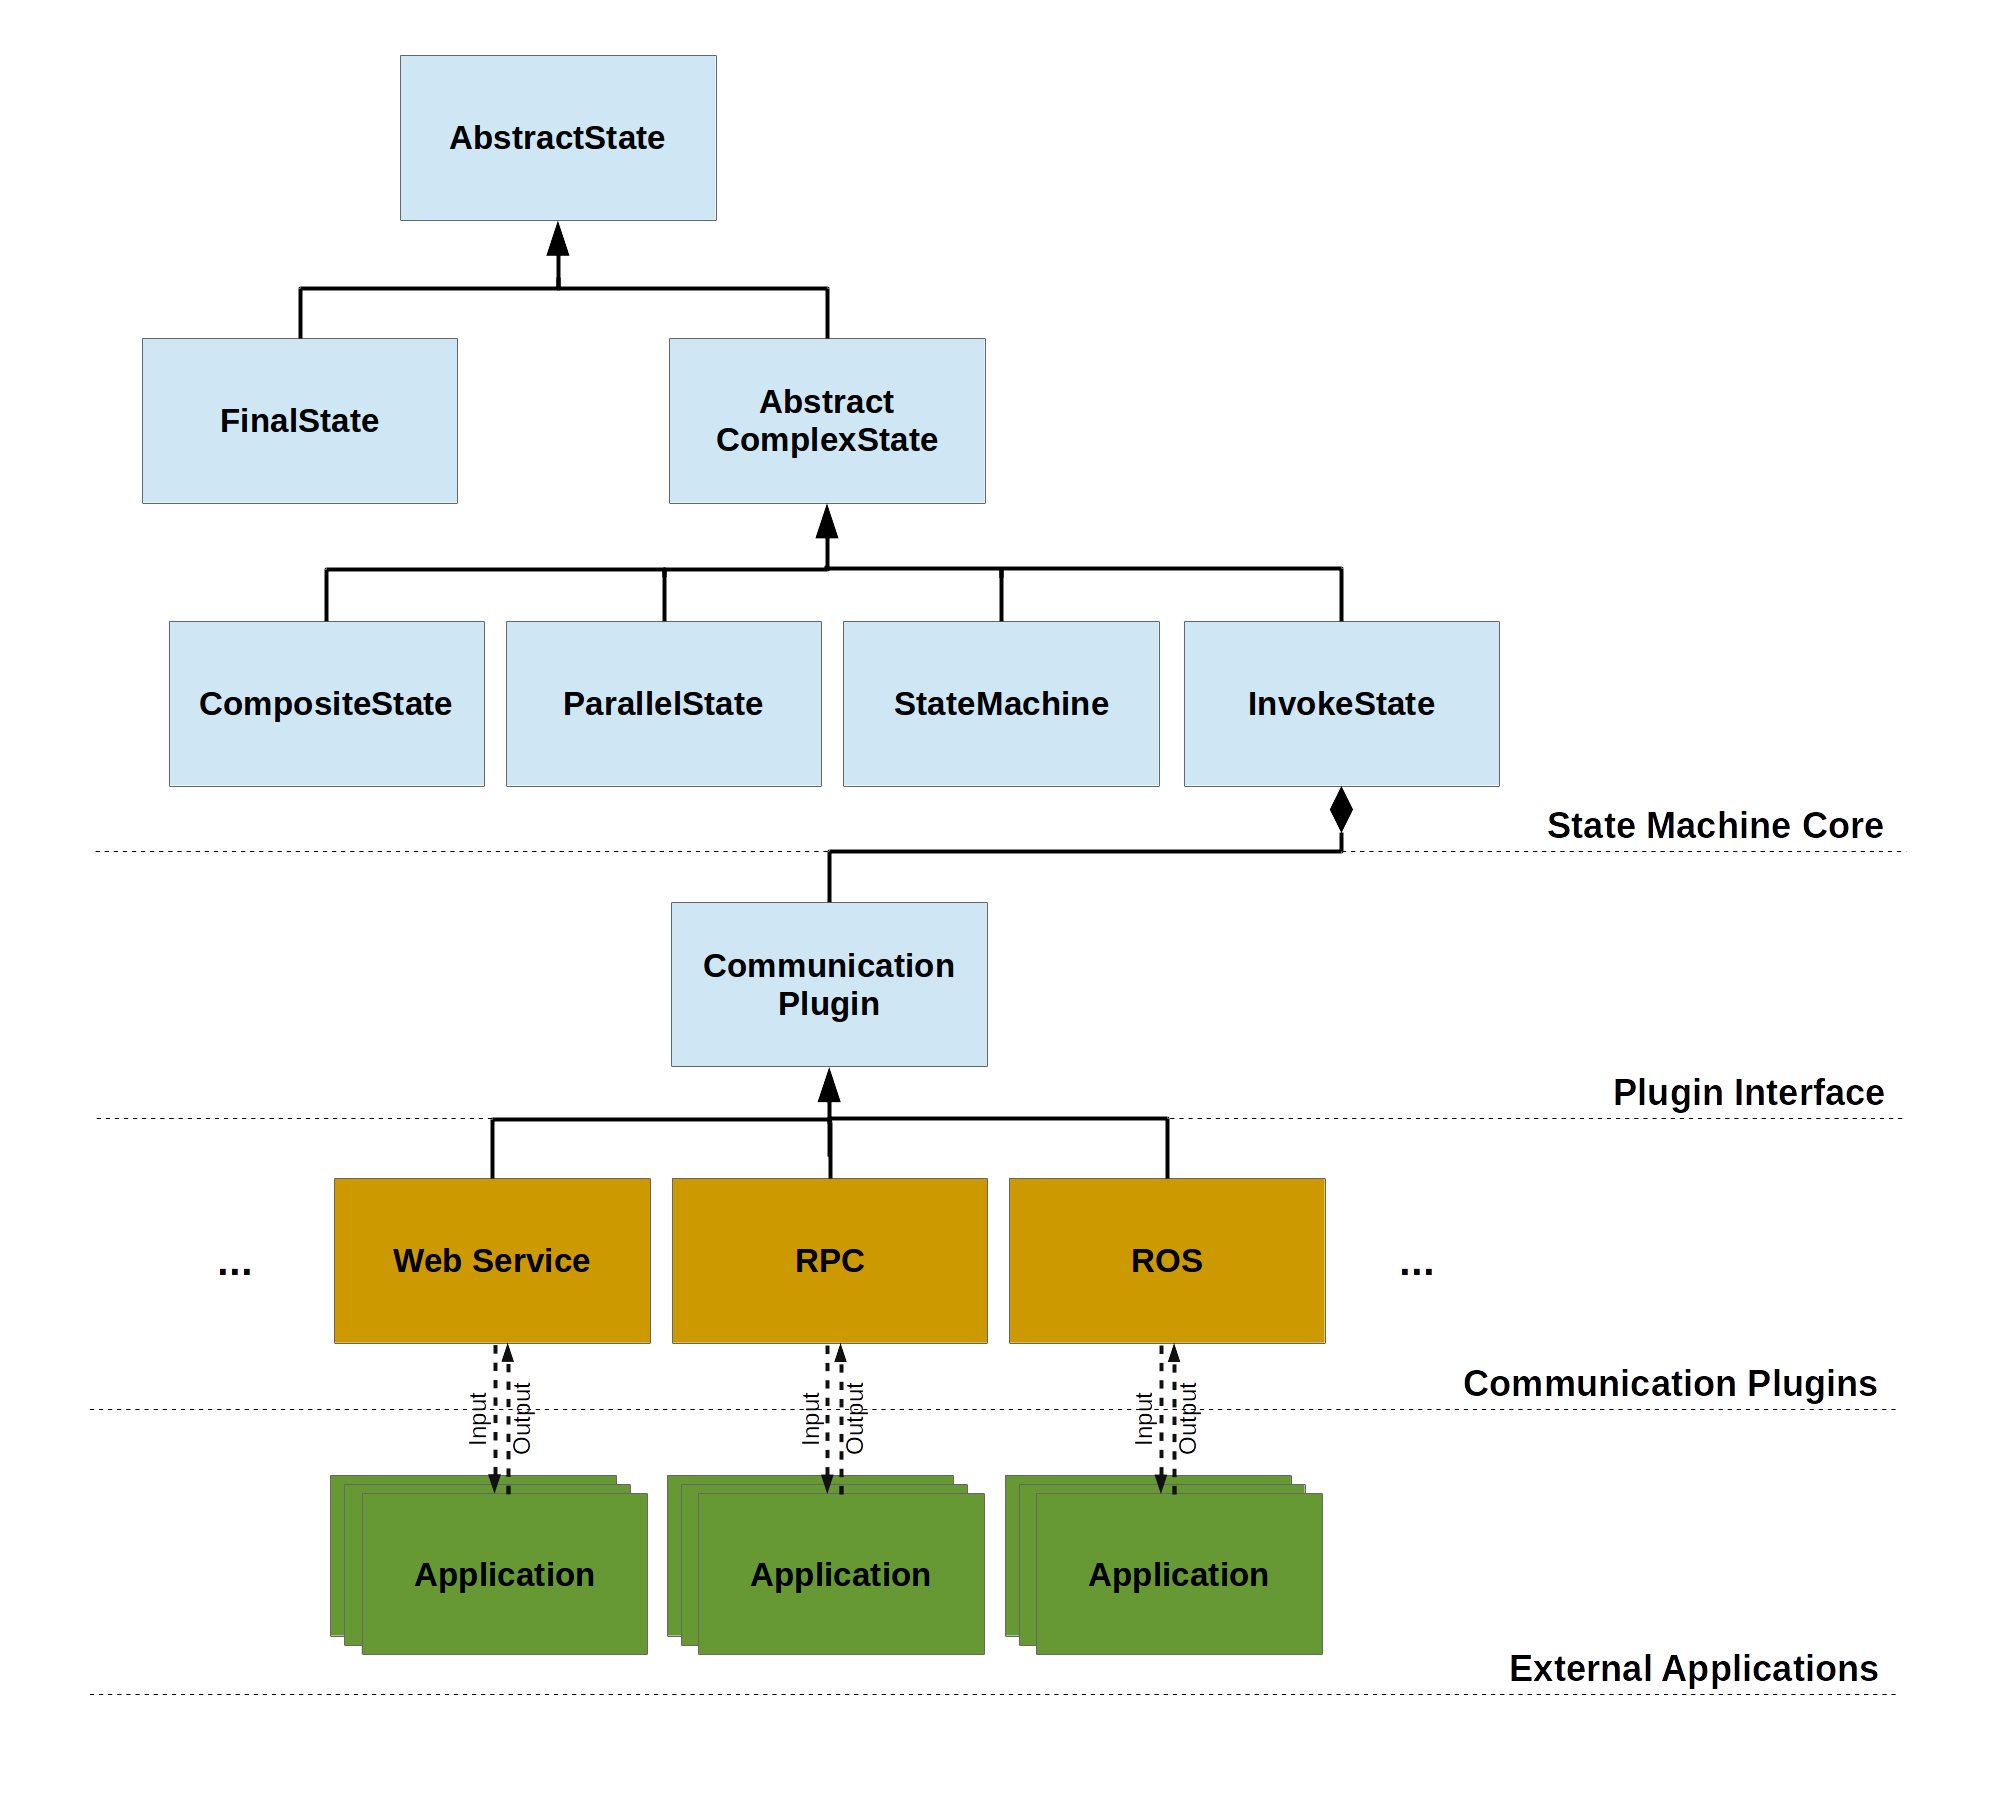 AbstractState
FinalState
Abstract
ComplexState
CompositeState
ParallelState
StateMachine
InvokeState
State Machine Core
Communication
Plugin
Plugin Interface
...
Web Service
RPC
ROS
...
Communication Plugins
Input
Output
Input
Output
Input
Output
Application
Application
Application
External Applications